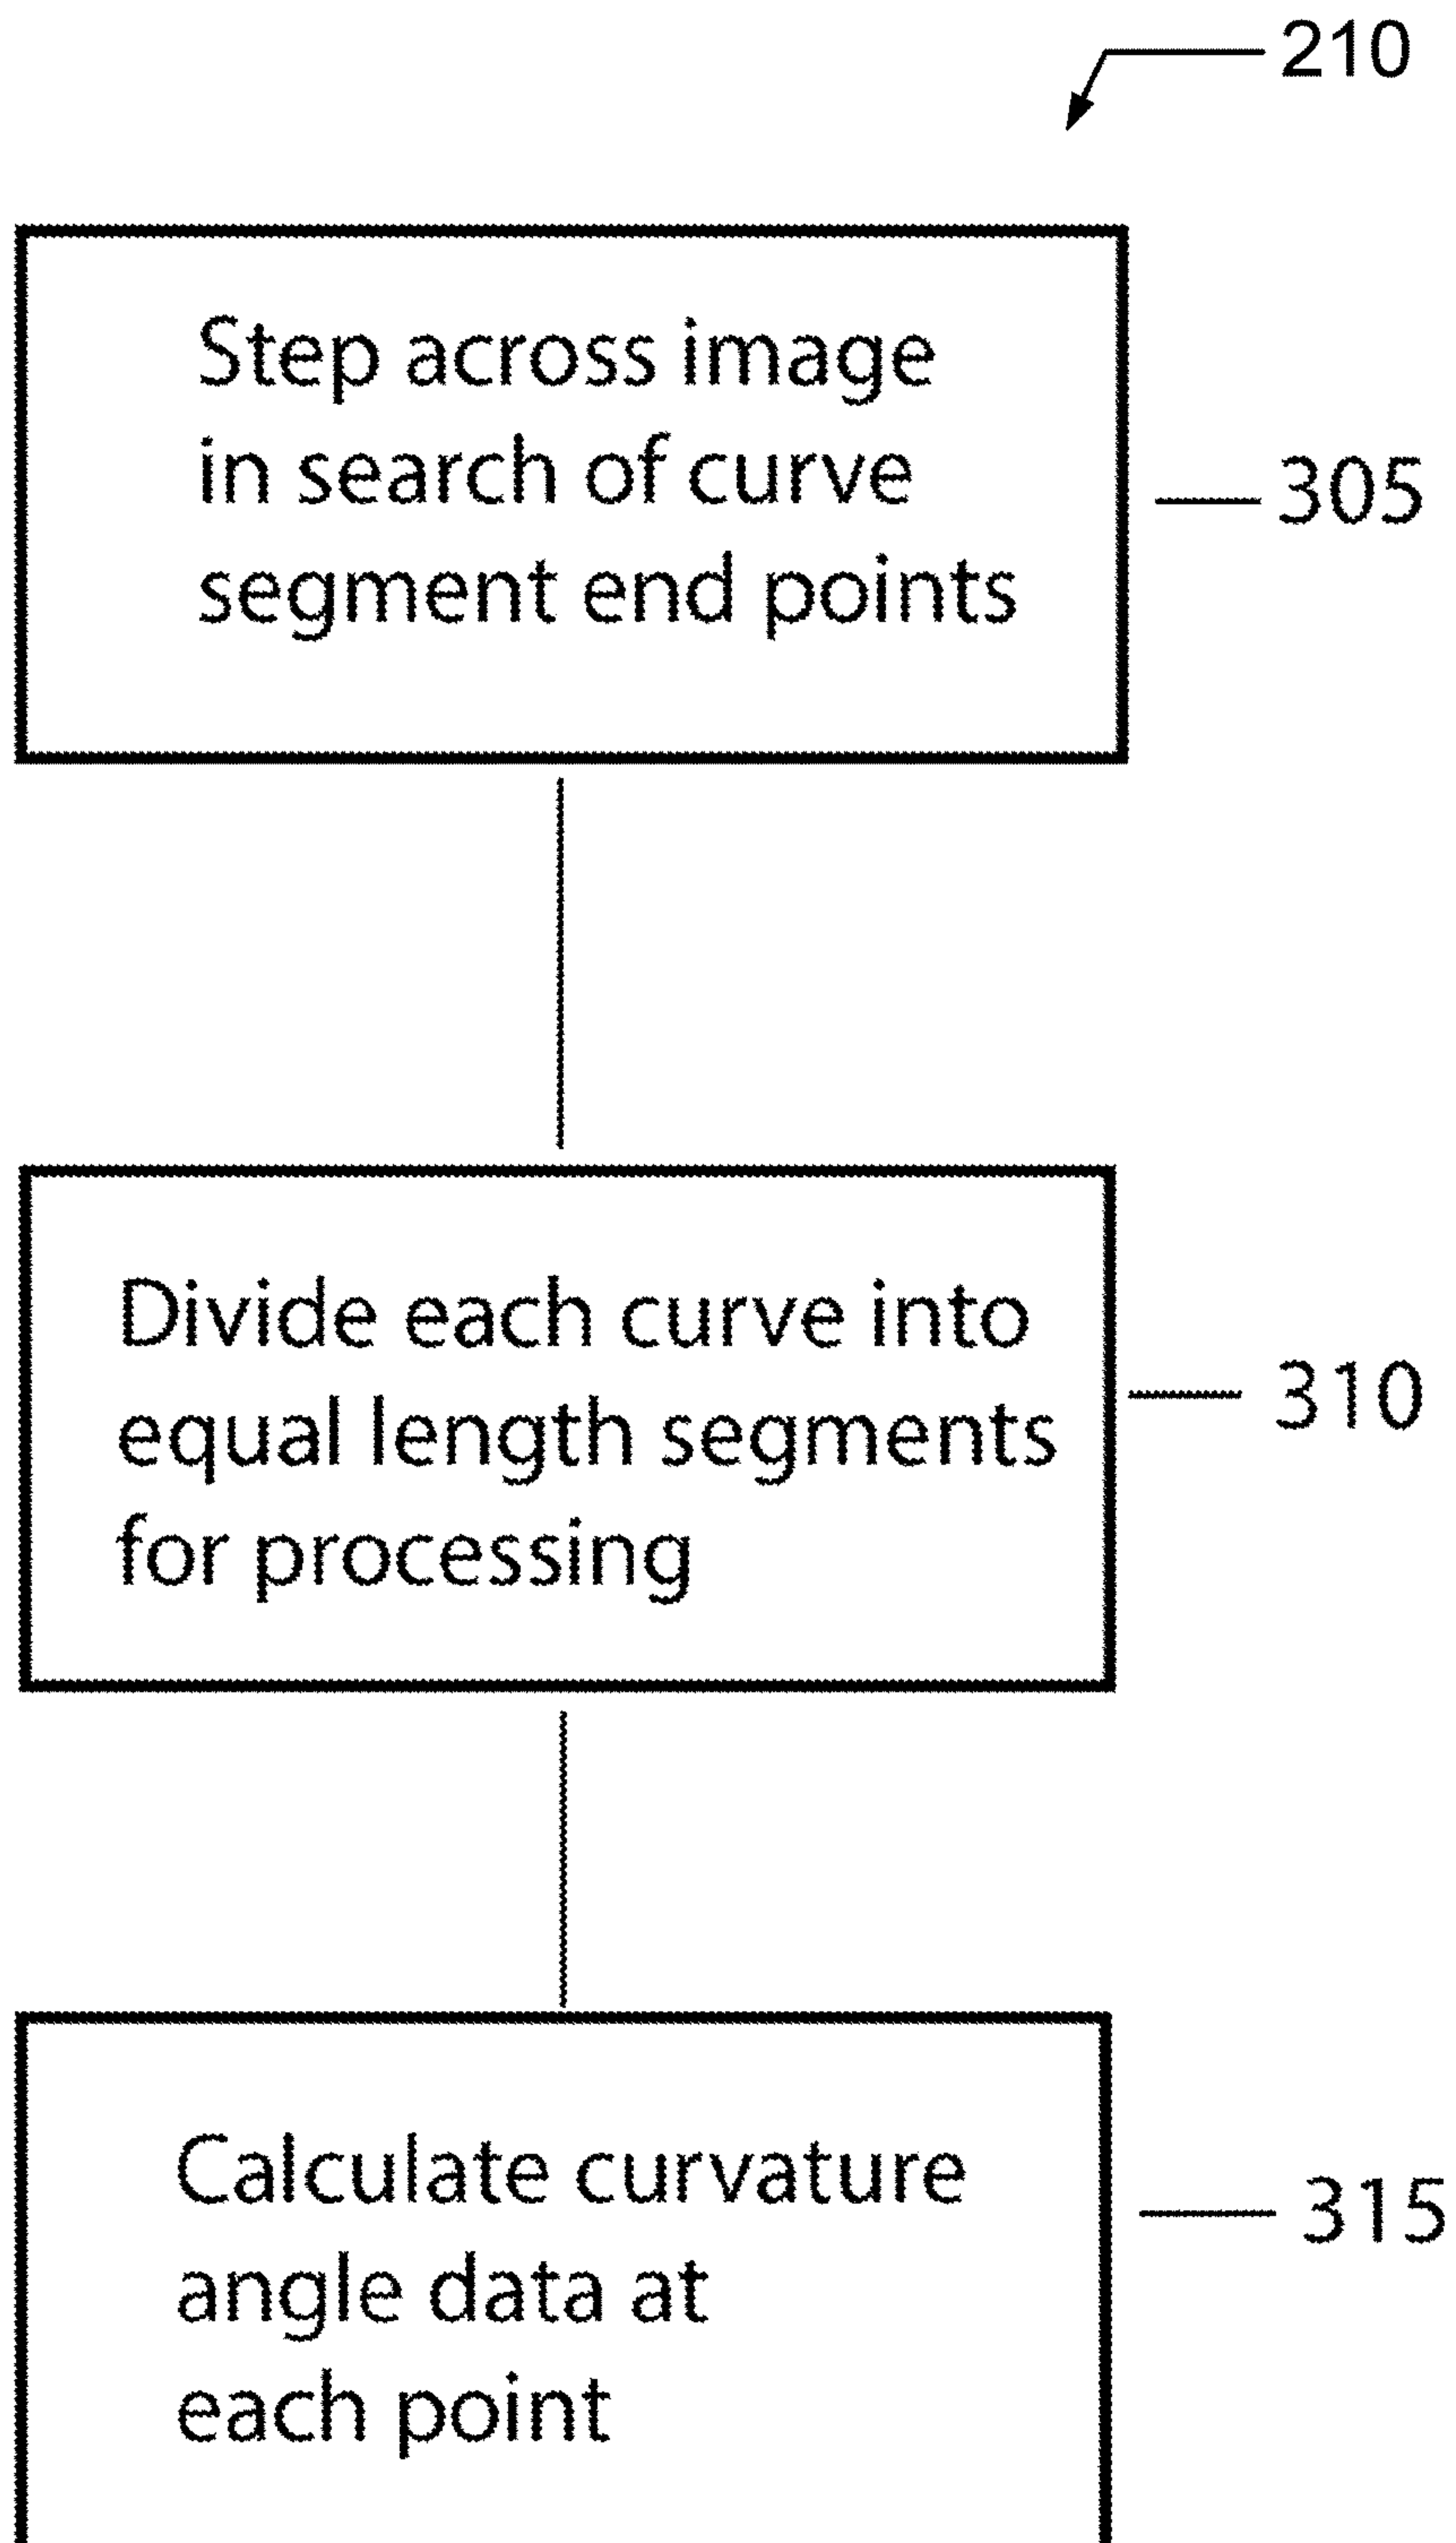 210
Step across image
in search of curve
segment end points
305
Divide each curve into
equal length segments
for processing
310
Calculate curvature
angle data at
each point
315